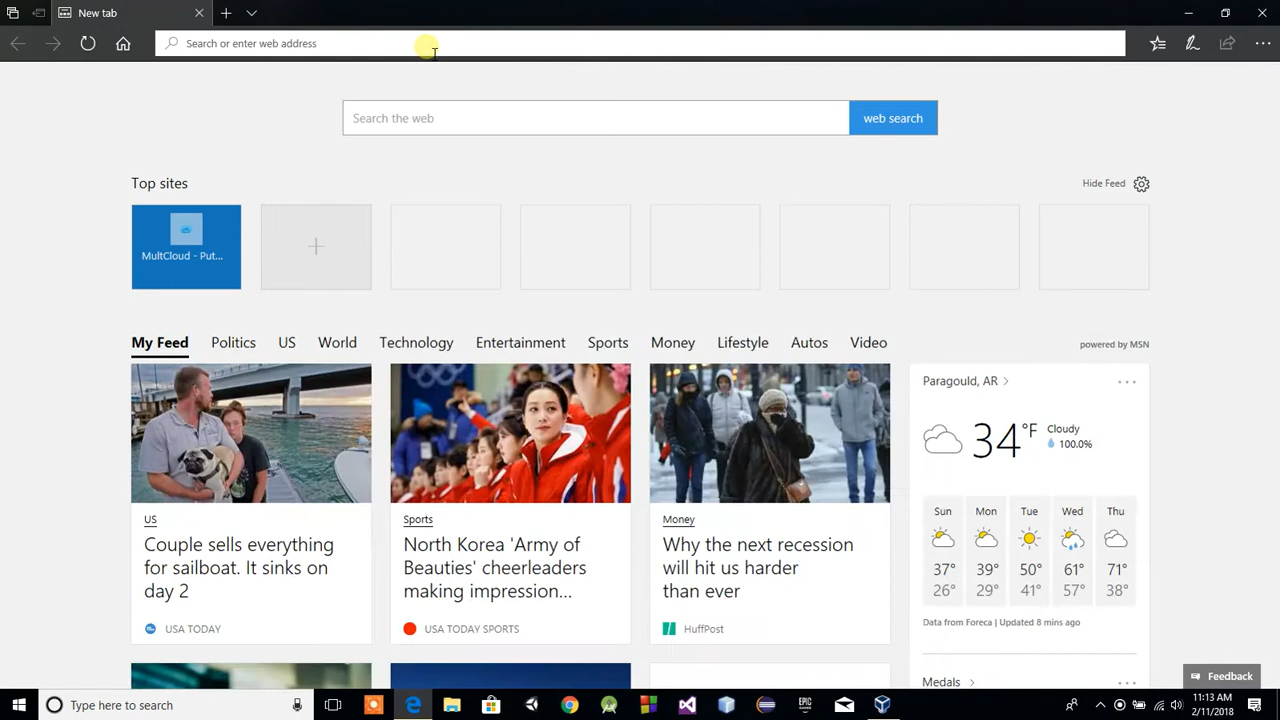 New tab
Search or enter web address
Search the web
web search
Top sites
Hide Feed
MultCloud - Put...
My Feed
Politics
US
World
Technology
Entertainment
Sports
Money
Lifestyle
Autos
Video
powered by MSN
US
Couple sells everything
for sailboat. It sinks on
day 2
USA TODAY
Sports
North Korea 'Army of
Beauties' cheerleaders
making impression...
USA TODAY SPORTS
Money
Why the next recession
will hit us harder
than ever
HuffPost
Paragould, AR
34°F
Cloudy
100.0%
Sun Mon Tue Wed Thu
37° 39° 50° 61° 71°
26° 29° 41° 57° 38°
Data from Foreca | Updated 8 mins ago
Medals
Feedback
Type here to search
EPIC
11:13 AM
2/11/2018